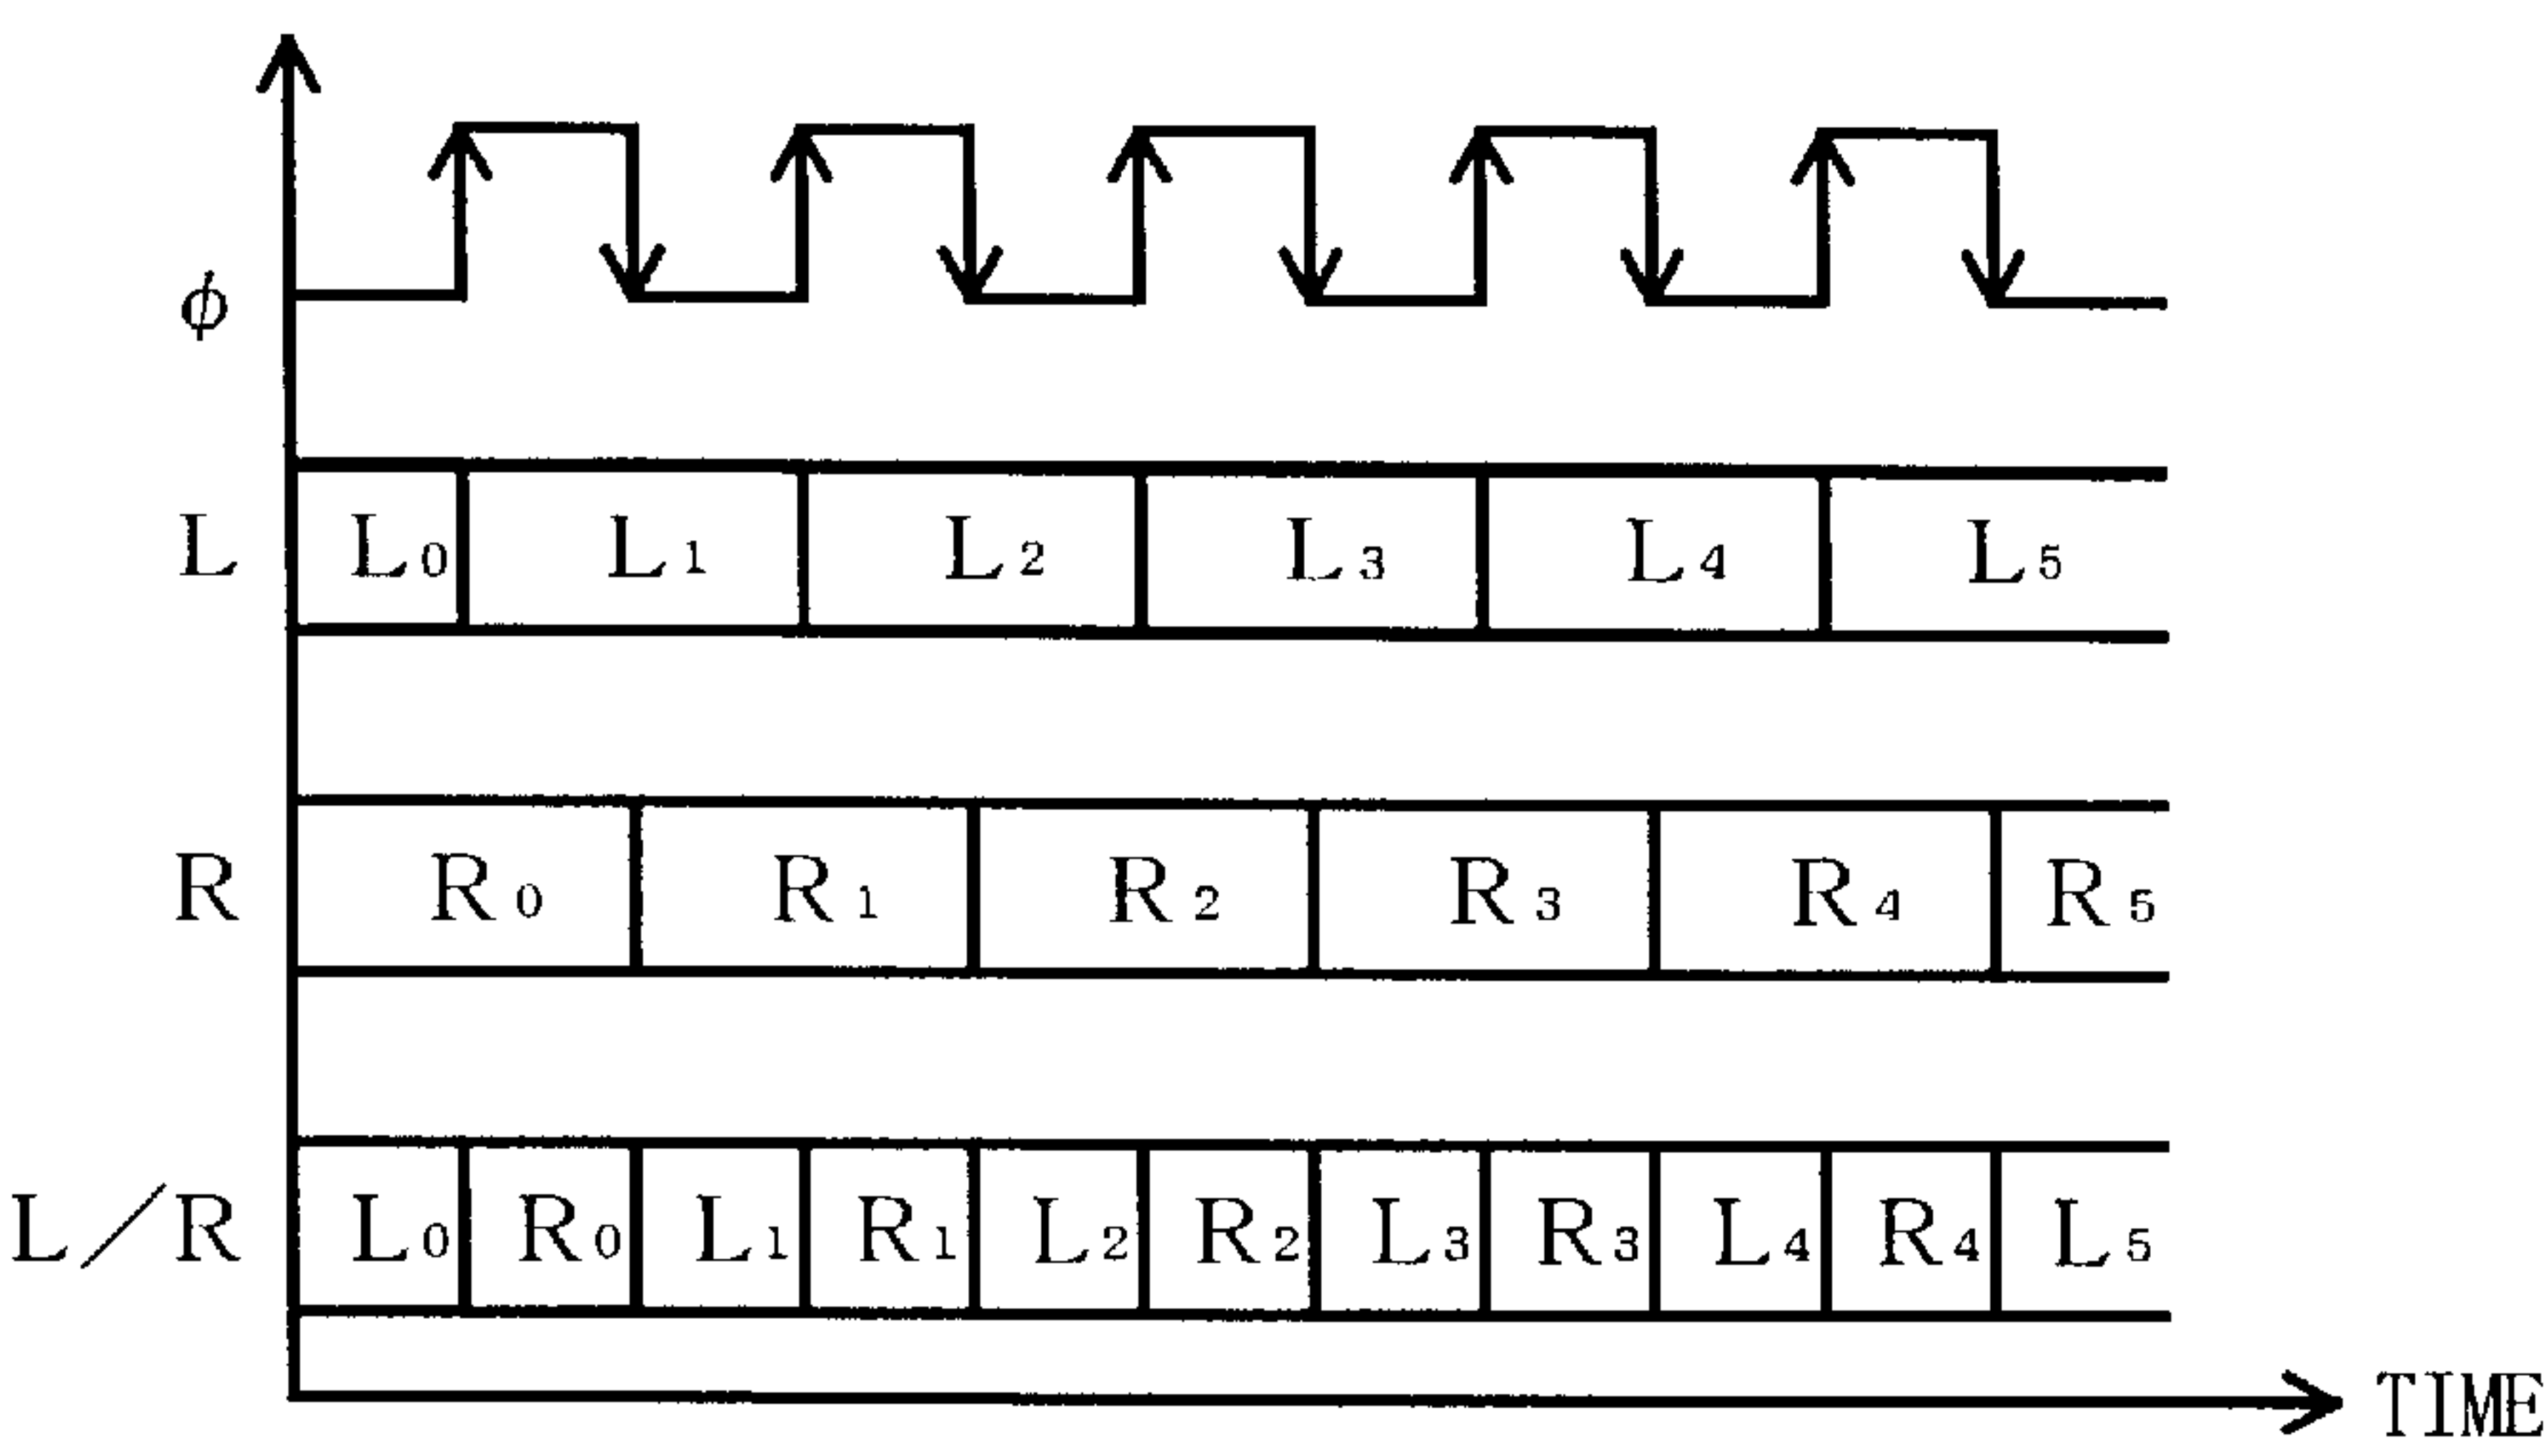 ϕ
L L₀ L₁ L₂ L₃ L₄ L₅
R R₀ R₁ R₂ R₃ R₄ R₅
L/R L₀ R₀ L₁ R₁ L₂ R₂ L₃ R₃ L₄ R₄ L₅
TIME